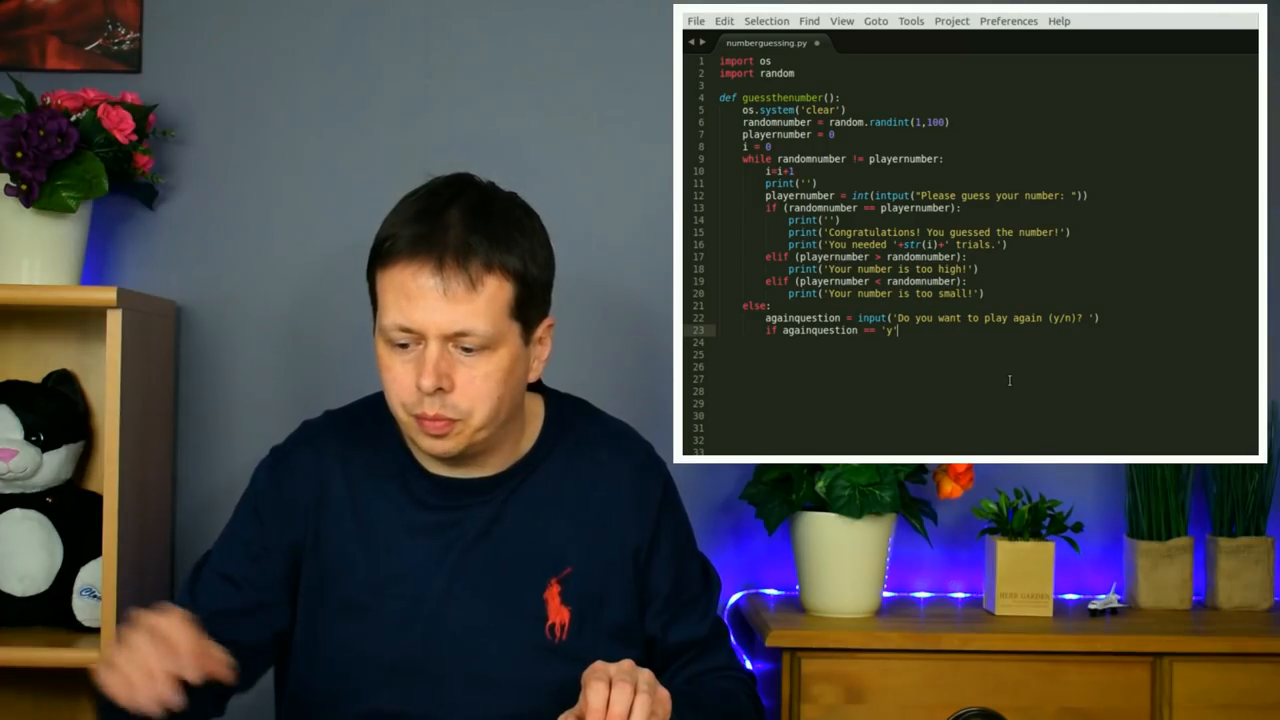 File Edit Selection Find View Goto Tools Project Preferences Help
numberguessing.py
1 import os
2 import random
3
4 def guessthenumber():
5 os.system('clear')
6 randomnumber = random.randint(1,100)
7 playernumber = 0
8 i = 0
9 while randomnumber != playernumber:
10 i=i+1
11 print('')
12 playernumber = int(intput("Please guess your number: "))
13 if (randomnumber == playernumber):
14 print('')
15 print('Congratulations! You guessed the number!')
16 print('You needed '+str(i)+' trials.')
17 elif (playernumber > randomnumber):
18 print('Your number is too high!')
19 elif (playernumber < randomnumber):
20 print('Your number is too small!')
21 else:
22 againquestion = input('Do you want to play again (y/n)? ')
23 if againquestion == 'y'
24
25
26
27
28
29
30
31
32
33
HERB GARDEN